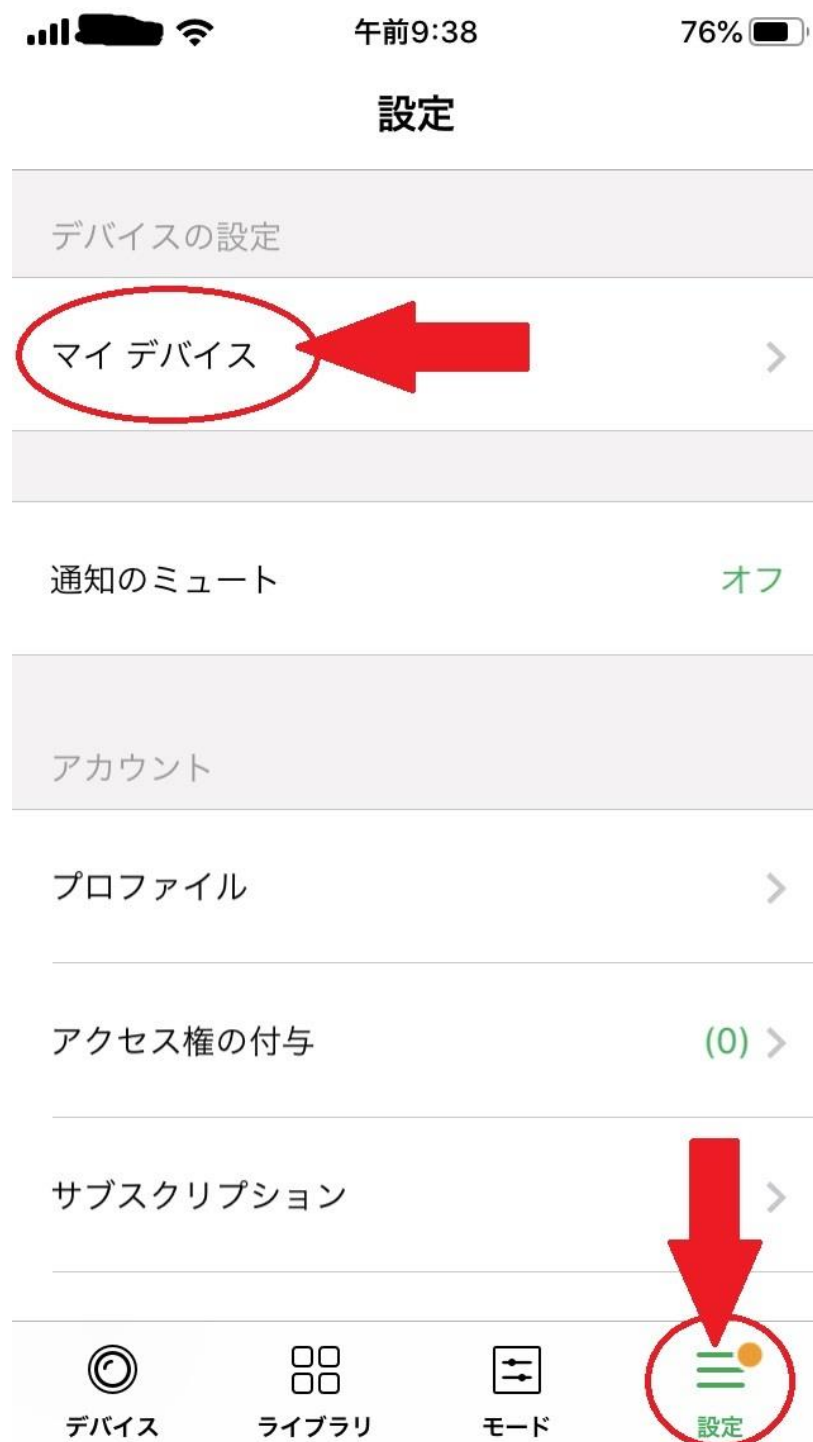 午前9:38
76%
設定
デバイスの設定
マイ デバイス
通知のミュート オフ
アカウント
プロファイル
アクセス権の付与 (0)
サブスクリプション
デバイス ライブラリ モード 設定